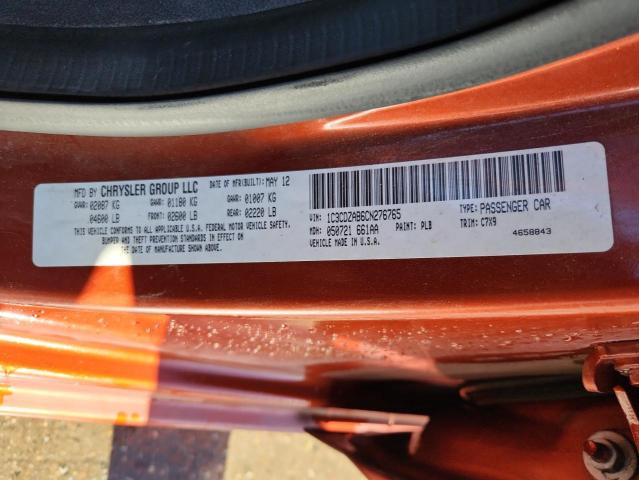 MFD BY CHRYSLER GROUP LLC DATE OF MFR(BUILT): MAY 12
GVWR: 02087 KG GAWR: 01180 KG GAWR: 01007 KG
04600 LB FRONT: 02600 LB REAR: 02220 LB
THIS VEHICLE CONFORMS TO ALL APPLICABLE U.S.A. FEDERAL MOTOR VEHICLE SAFETY,
BUMPER AND THEFT PREVENTION STANDARDS IN EFFECT ON
THE DATE OF MANUFACTURE SHOWN ABOVE.
VIN: 1C3CDZAB6CN276765 TYPE: PASSENGER CAR
MDH: 050721 661AA PAINT: PLB TRIM: C7X9
MADE IN U.S.A. 4658843